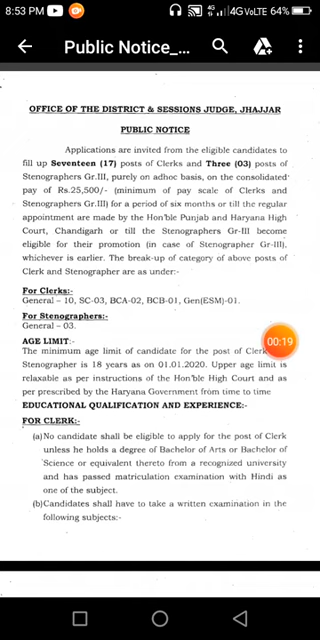 8:53 PM 4G 4G VoLTE 64%
Public Notice_...
OFFICE OF THE DISTRICT & SESSIONS JUDGE, JHAJJAR
PUBLIC NOTICE
Applications are invited from the eligible candidates to
fill up Seventeen (17) posts of Clerks and Three (03) posts of
Stenographers Gr.III, purely on adhoc basis, on the consolidated
pay of Rs.25,500/- (minimum of pay scale of Clerks and
Stenographers Gr.III) for a period of six months or till the regular
appointment are made by the Hon'ble Punjab and Haryana High
Court, Chandigarh or till the Stenographers Gr-III become
eligible for their promotion (in case of Stenographer Gr-III),
whichever is earlier. The break-up of category of above posts of
Clerk and Stenographer are as under:-
For Clerks:-
General – 10, SC-03, BCA-02, BCB-01, Gen(ESM)-01.
For Stenographers:-
General – 03.
AGE LIMIT:-
00:19
The minimum age limit of candidate for the post of Clerk
Stenographer is 18 years as on 01.01.2020. Upper age limit is
relaxable as per instructions of the Hon'ble High Court and as
per prescribed by the Haryana Government from time to time
EDUCATIONAL QUALIFICATION AND EXPERIENCE:-
FOR CLERK:-
(a) No candidate shall be eligible to apply for the post of Clerk
unless he holds a degree of Bachelor of Arts or Bachelor of
Science or equivalent thereto from a recognized university
and has passed matriculation examination with Hindi as
one of the subject.
(b) Candidates shall have to take a written examination in the
following subjects:-